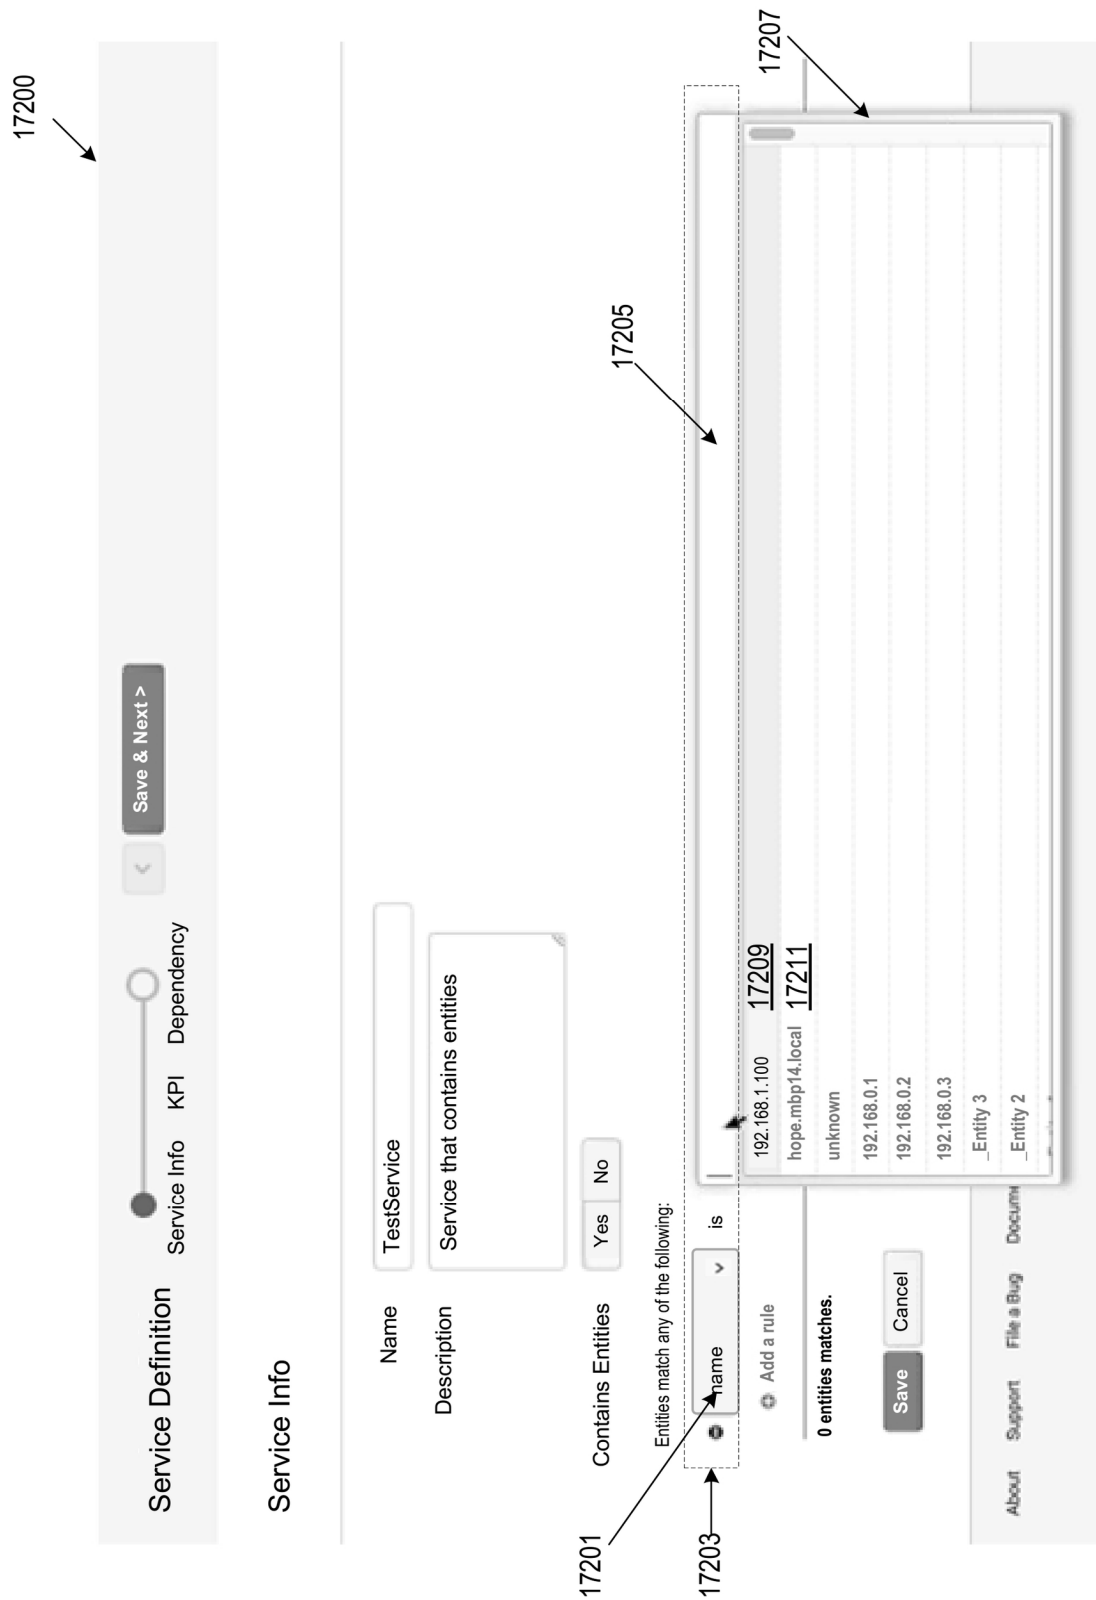 17200
Service Definition
Service Info KPI Dependency
< Save & Next >
Service Info
Name TestService
Description Service that contains entities
Contains Entities Yes No
Entities match any of the following:
17201
17203
17205
17207
name is
Add a rule
0 entities matches.
192.168.1.100 17209
hope.mbp14.local 17211
unknown
192.168.0.1
192.168.0.2
192.168.0.3
_Entity 3
_Entity 2
Save Cancel
About Support File a Bug Docum